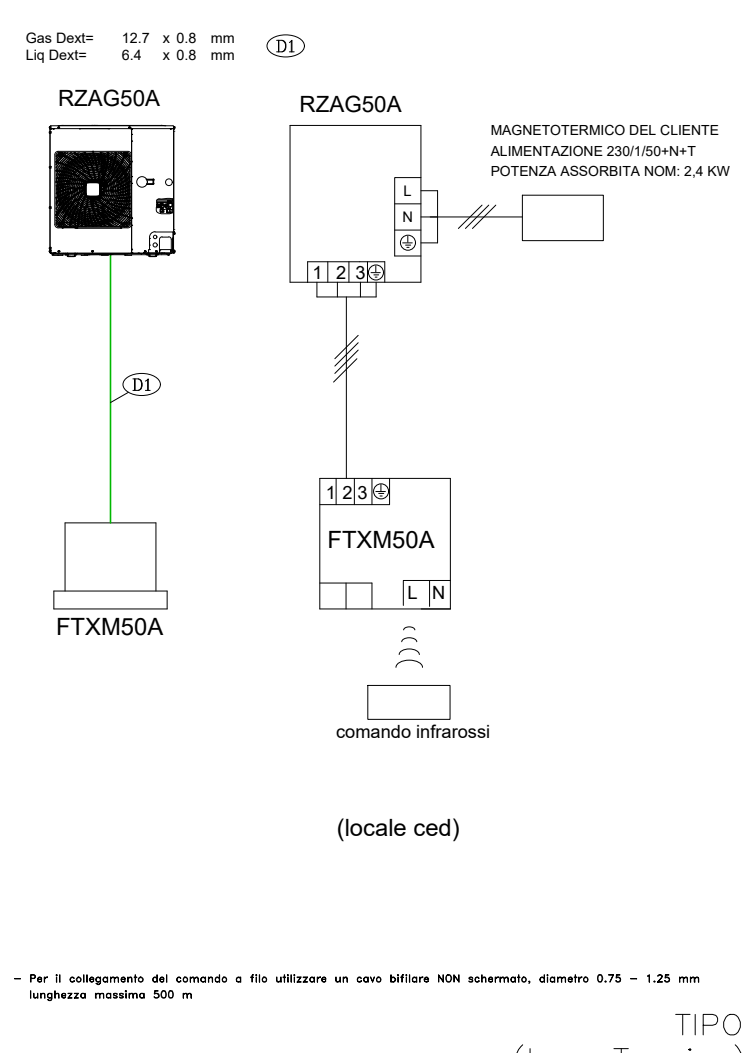 Gas Dext= 12.7 x 0.8 mm
Liq Dext= 6.4 x 0.8 mm
D1
RZAG50A
RZAG50A
MAGNETOTERMICO DEL CLIENTE
ALIMENTAZIONE 230/1/50+N+T
POTENZA ASSORBITA NOM: 2,4 KW
L
N
1 2 3
D1
1 2 3
FTXM50A
L N
FTXM50A
comando infrarossi
(locale ced)
– Per il collegamento del comando a filo utilizzare un cavo bifilare NON schermato, diametro 0.75 – 1.25 mm
lunghezza massima 500 m
TIPO